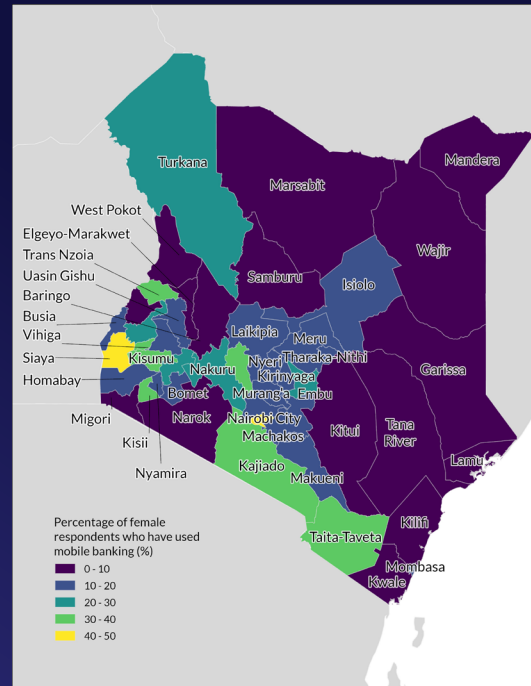 Turkana
Marsabit
Mandera
Wajir
West Pokot
Elgeyo-Marakwet
Trans Nzoia
Uasin Gishu
Baringo
Busia
Vihiga
Siaya
Homabay
Migori
Kisii
Nyamira
Samburu
Isiolo
Laikipia
Meru
Kisumu
Nakuru
Nyeri
Tharaka-Nithi
Kirinyaga
Garissa
Bomet
Murang'a
Embu
Narok
Nairobi City
Machakos
Kitui
Tana
River
Kajiado
Makueni
Lamu
Taita-Taveta
Kilifi
Mombasa
Kwale
Percentage of female
respondents who have used
mobile banking (%)
0 - 10
10 - 20
20 - 30
30 - 40
40 - 50